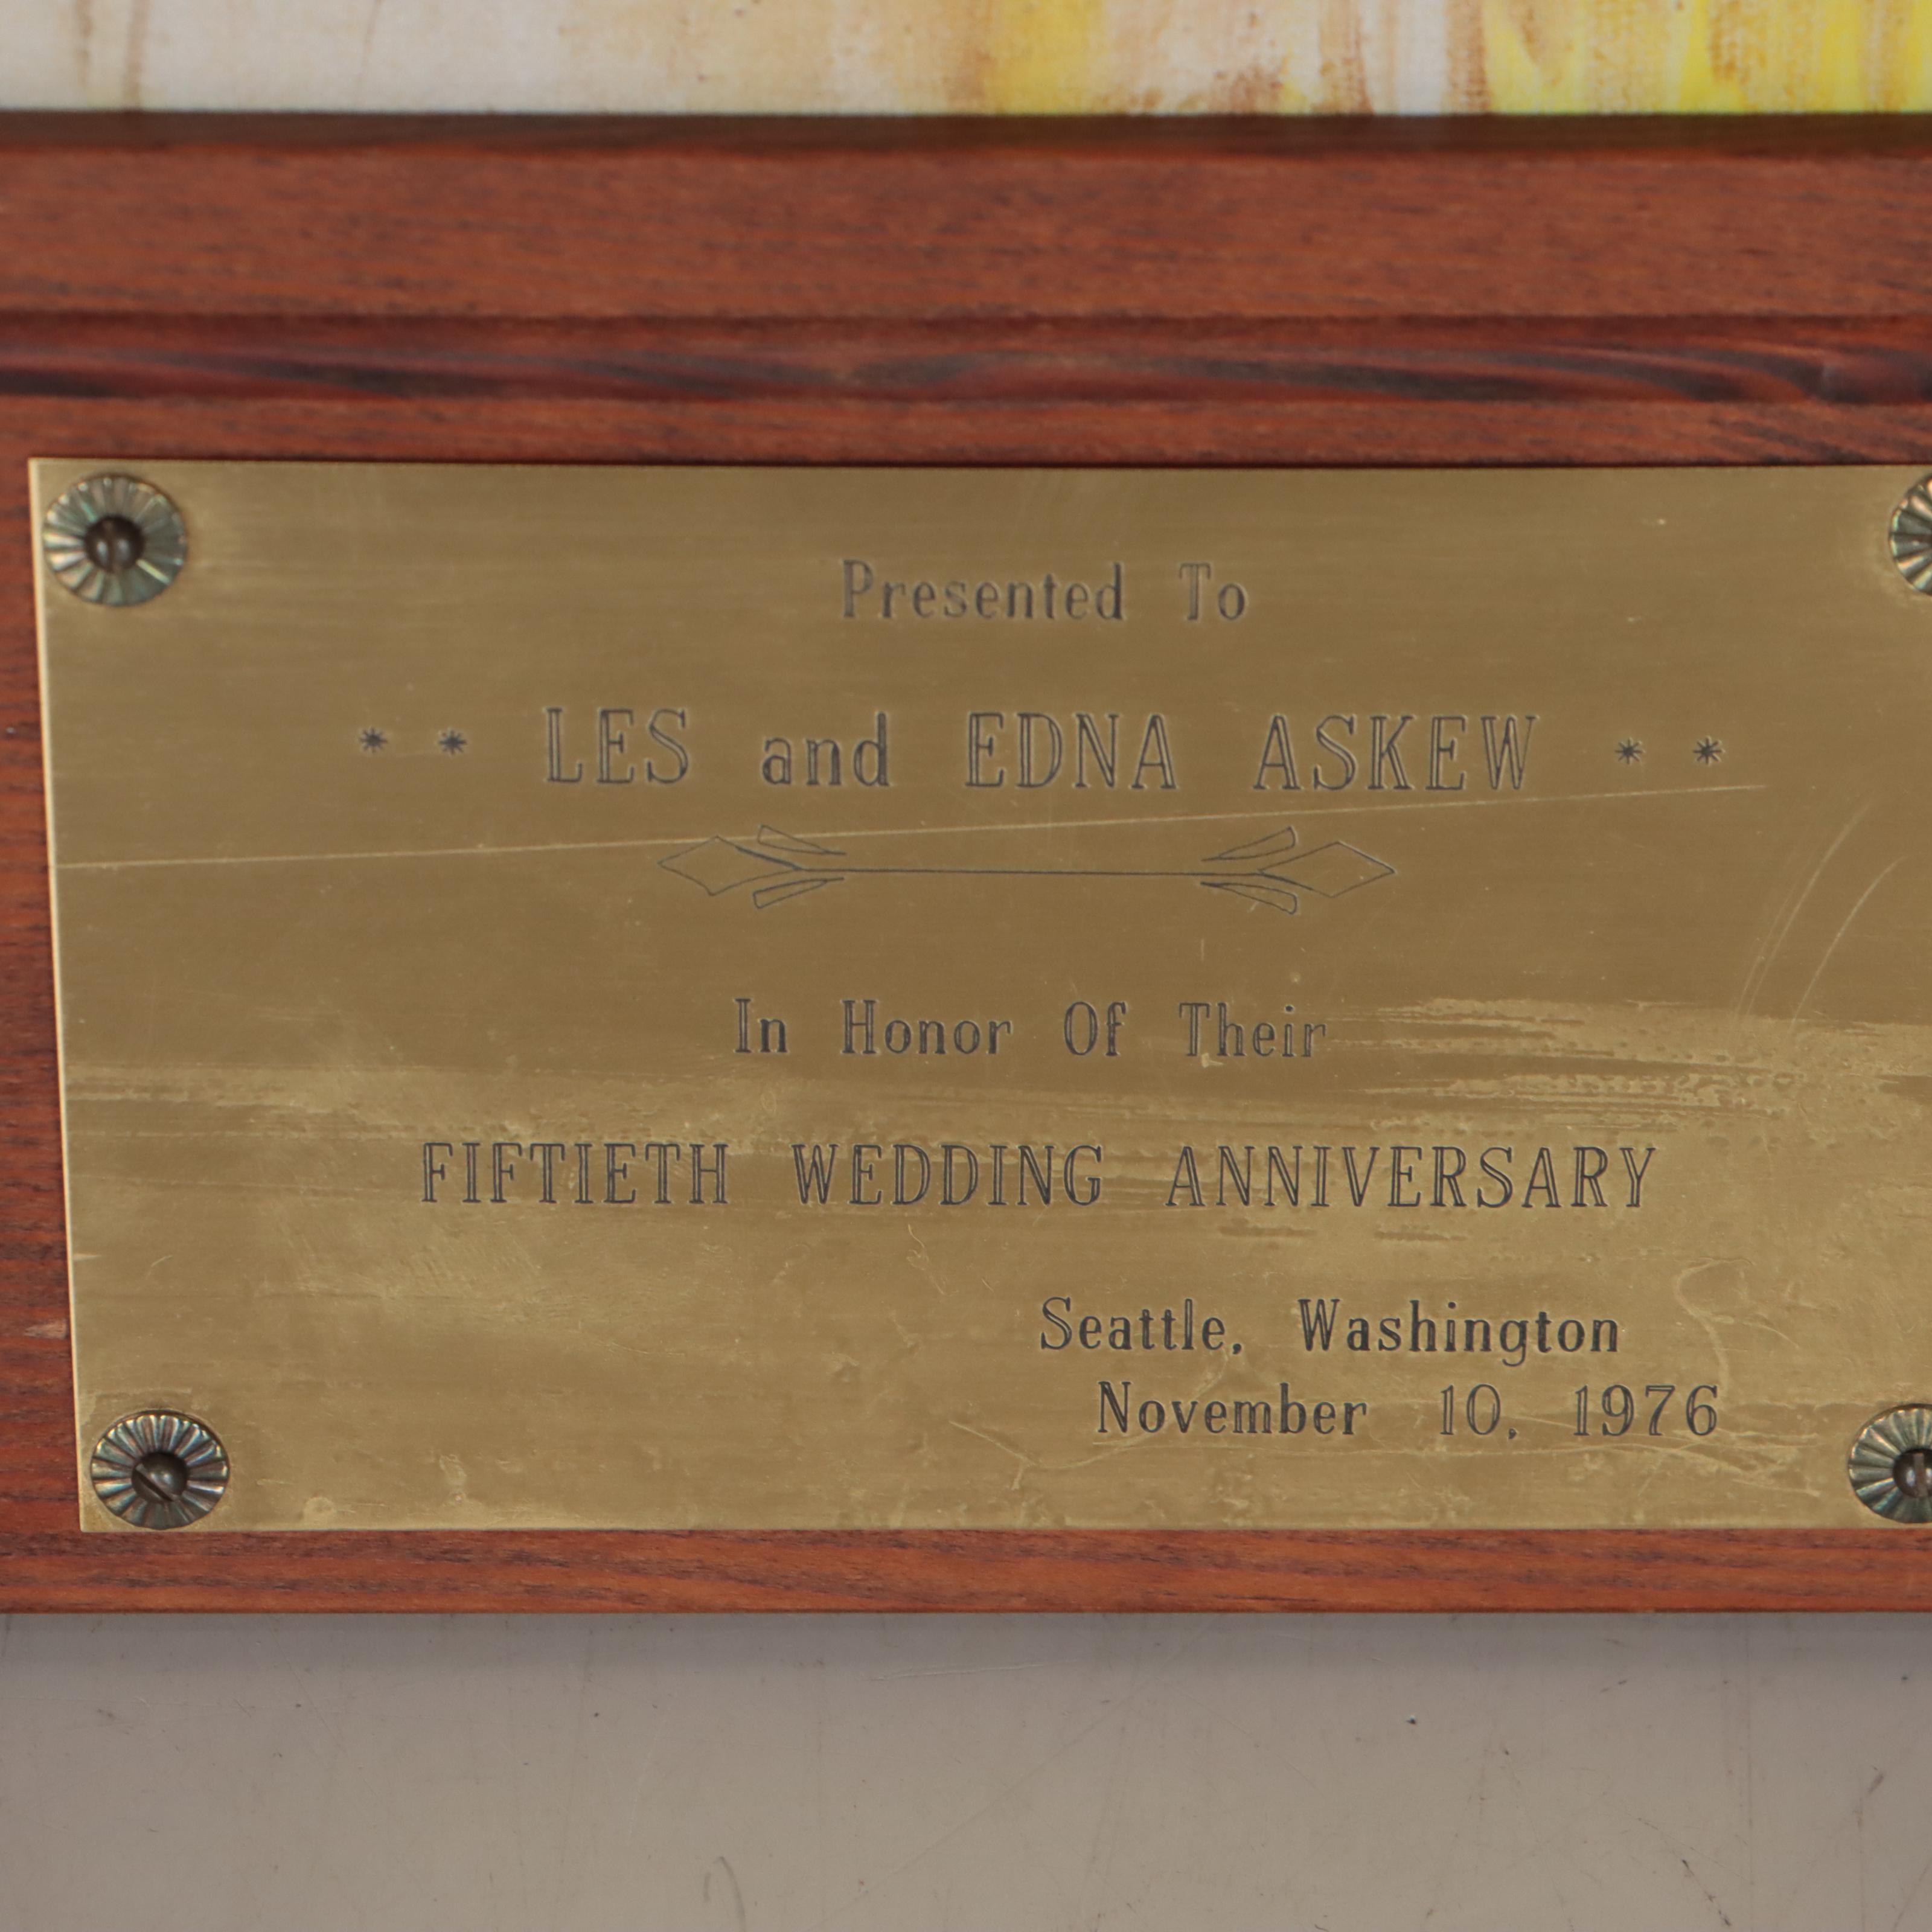 Presented To
** LES and EDNA ASKEW **
In Honor Of Their
FIFTIETH WEDDING ANNIVERSARY
Seattle, Washington
November 10, 1976